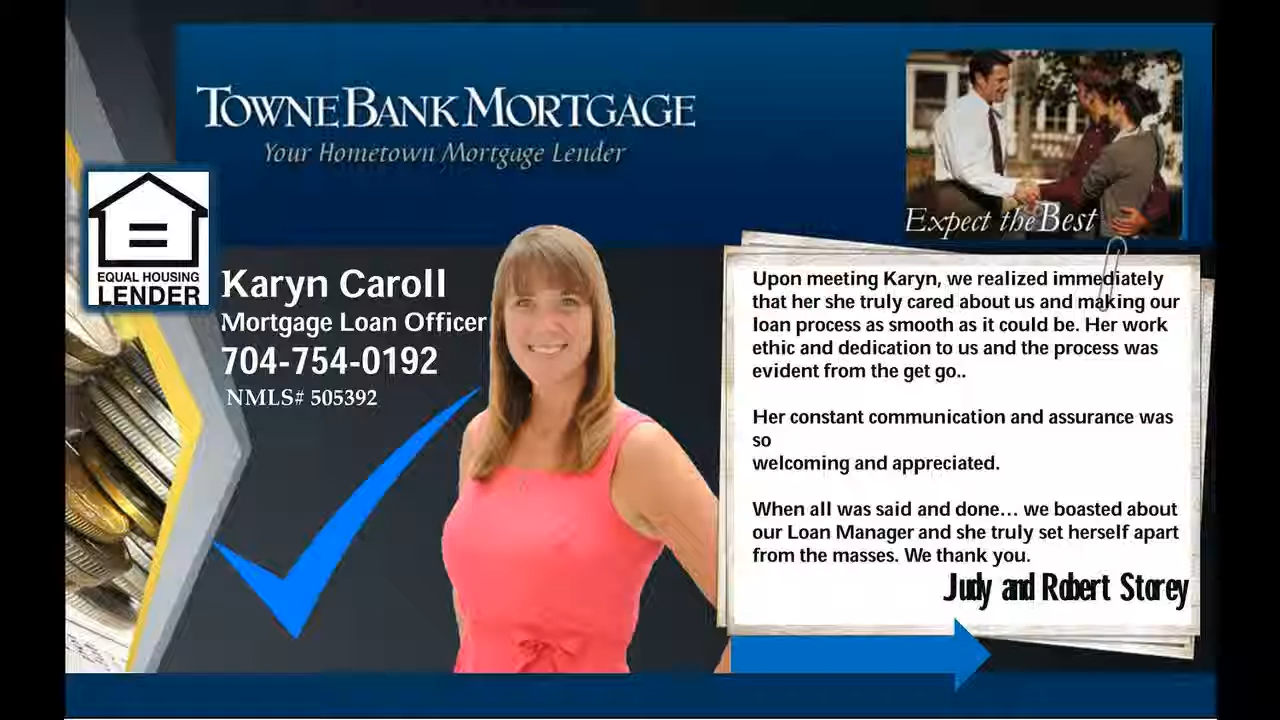 TOWNEBANK MORTGAGE
Your Hometown Mortgage Lender
Expect the Best
EQUAL HOUSING
LENDER
Karyn Caroll
Mortgage Loan Officer
704-754-0192
NMLS# 505392
Upon meeting Karyn, we realized immediately
that her she truly cared about us and making our
loan process as smooth as it could be. Her work
ethic and dedication to us and the process was
evident from the get go..
Her constant communication and assurance was
so
welcoming and appreciated.
When all was said and done... we boasted about
our Loan Manager and she truly set herself apart
from the masses. We thank you.
Judy and Robert Storey